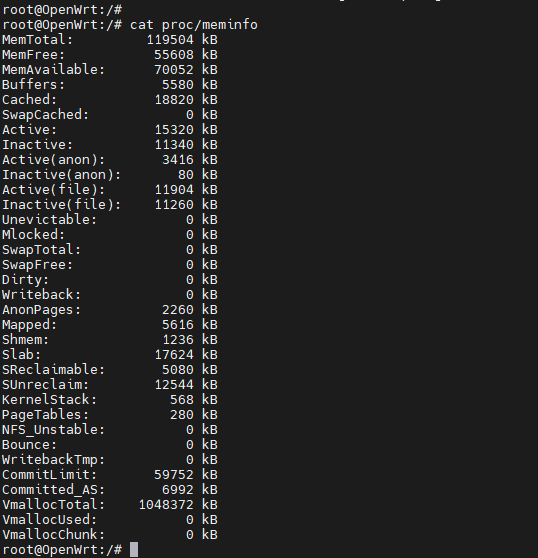 root@OpenWrt:/#
root@OpenWrt:/# cat proc/meminfo
MemTotal:         119504 kB
MemFree:           55608 kB
MemAvailable:      70052 kB
Buffers:            5580 kB
Cached:            18820 kB
SwapCached:            0 kB
Active:            15320 kB
Inactive:          11340 kB
Active(anon):       3416 kB
Inactive(anon):       80 kB
Active(file):      11904 kB
Inactive(file):    11260 kB
Unevictable:           0 kB
Mlocked:               0 kB
SwapTotal:             0 kB
SwapFree:              0 kB
Dirty:                 0 kB
Writeback:             0 kB
AnonPages:          2260 kB
Mapped:             5616 kB
Shmem:              1236 kB
Slab:              17624 kB
SReclaimable:       5080 kB
SUnreclaim:        12544 kB
KernelStack:         568 kB
PageTables:          280 kB
NFS_Unstable:          0 kB
Bounce:                0 kB
WritebackTmp:          0 kB
CommitLimit:       59752 kB
Committed_AS:       6992 kB
VmallocTotal:    1048372 kB
VmallocUsed:           0 kB
VmallocChunk:          0 kB
root@OpenWrt:/#